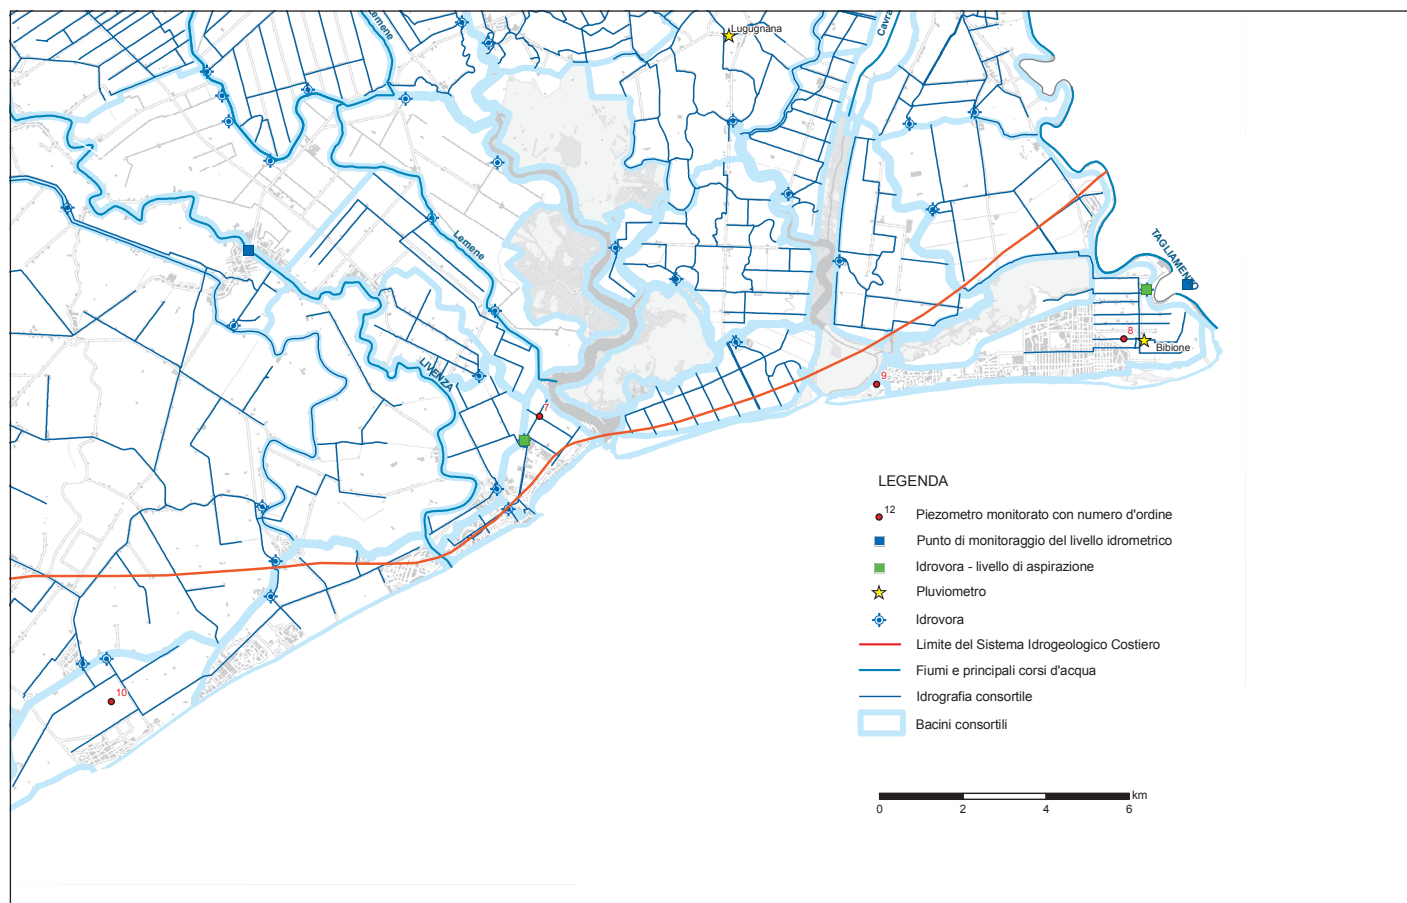 Lemene
Lugugnana
Cavra
Lemene
TAGLIAMEN
LIVENZA
8
Bibione
9
7
10
LEGENDA
12 Piezometro monitorato con numero d'ordine
Punto di monitoraggio del livello idrometrico
Idrovora - livello di aspirazione
Pluviometro
Idrovora
Limite del Sistema Idrogeologico Costiero
Fiumi e principali corsi d'acqua
Idrografia consortile
Bacini consortili
km
0 2 4 6